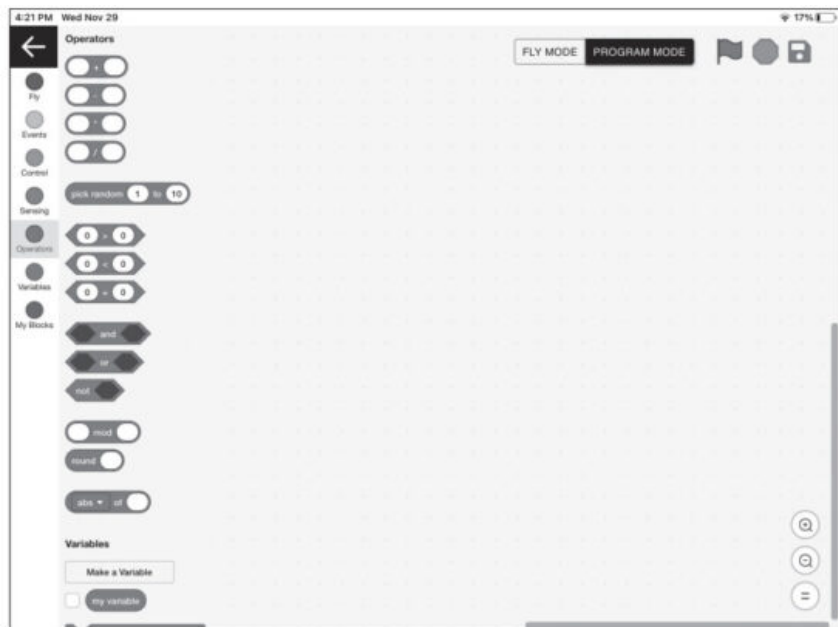 4:21 PM Wed Nov 29 17%
Operators
FLY MODE PROGRAM MODE
Fly
Events
Control
Sensing
Operators
Variables
My Blocks
+
-
*
/
pick random 1 to 10
0 > 0
0 < 0
0 = 0
and
or
not
mod
round
abs of
Variables
Make a Variable
my variable